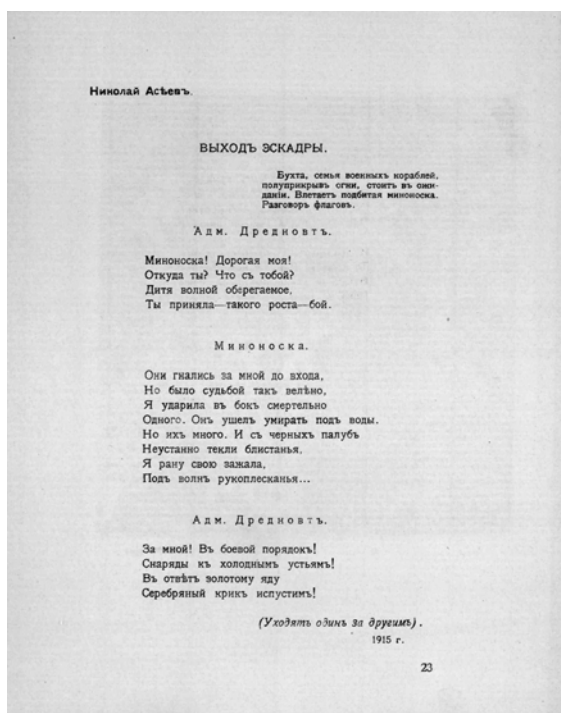 Николай Асѣевъ.
ВЫХОДЪ ЭСКАДРЫ.
Бухта, семья военныхъ кораблей,
полуприкрывъ огни, стоитъ въ ожи-
даніи. Влетаетъ подбитая миноноска.
Разговоръ флаговъ.
Адм. Дредновтъ.
Миноноска! Дорогая моя!
Откуда ты? Что съ тобой?
Дитя волной оберегаемое,
Ты приняла—такого роста—бой.
Миноноска.
Они гнались за мной до входа,
Но было судьбой такъ велѣно,
Я ударила въ бокъ смертельно
Одного. Онъ ушелъ умирать подъ воды.
Но ихъ много. И съ черныхъ палубъ
Неустанно текли блистанья.
Я рану свою зажала,
Подъ волнъ рукоплесканья...
Адм. Дредновтъ.
За мной! Въ боевой порядокъ!
Снаряды къ холоднымъ устьямъ!
Въ отвѣтъ золотому яду
Серебряный крикъ испустимъ!
(Уходятъ одинъ за другимъ).
1915 г.
23